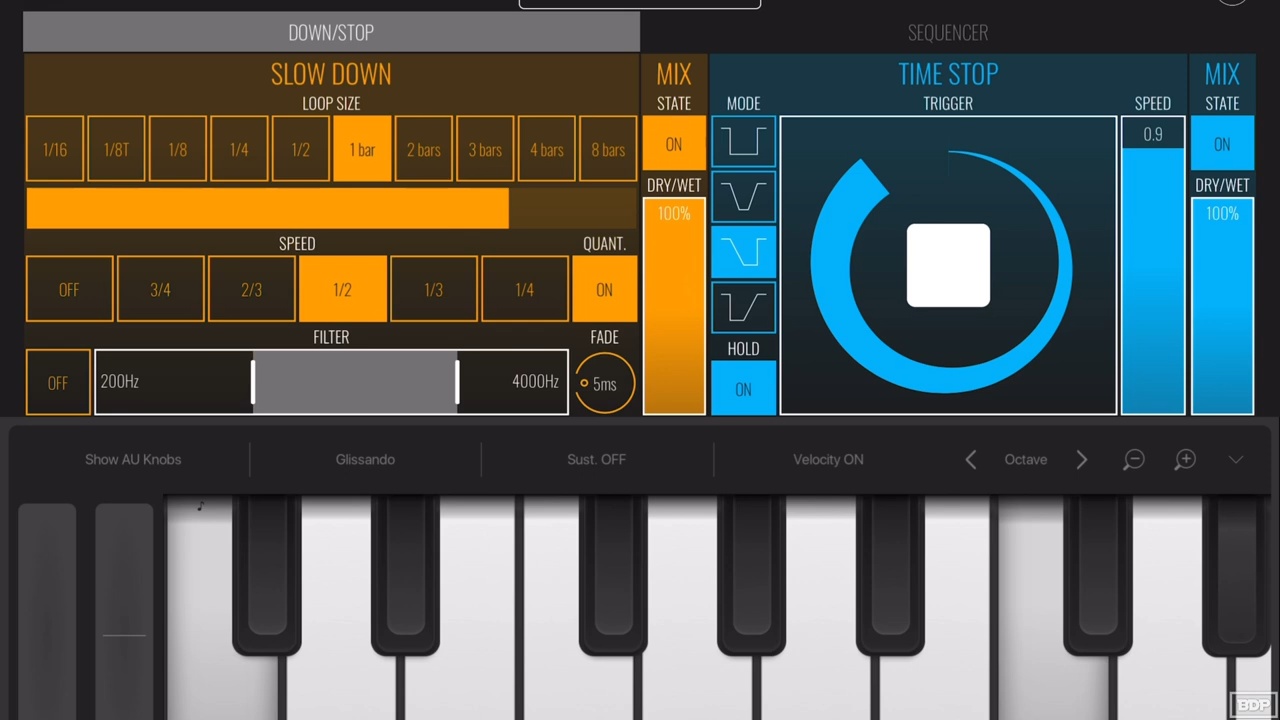 DOWN/STOP
SEQUENCER
SLOW DOWN
MIX
TIME STOP
MIX
LOOP SIZE
STATE
MODE
TRIGGER
SPEED
STATE
1/16
1/8T
1/8
1/4
1/2
1 bar
2 bars
3 bars
4 bars
8 bars
ON
0.9
ON
DRY/WET
DRY/WET
100%
100%
SPEED
QUANT.
OFF
3/4
2/3
1/2
1/3
1/4
ON
FILTER
FADE
HOLD
OFF
200Hz
4000Hz
5ms
ON
Show AU Knobs
Glissando
Sust. OFF
Velocity ON
Octave
BDP